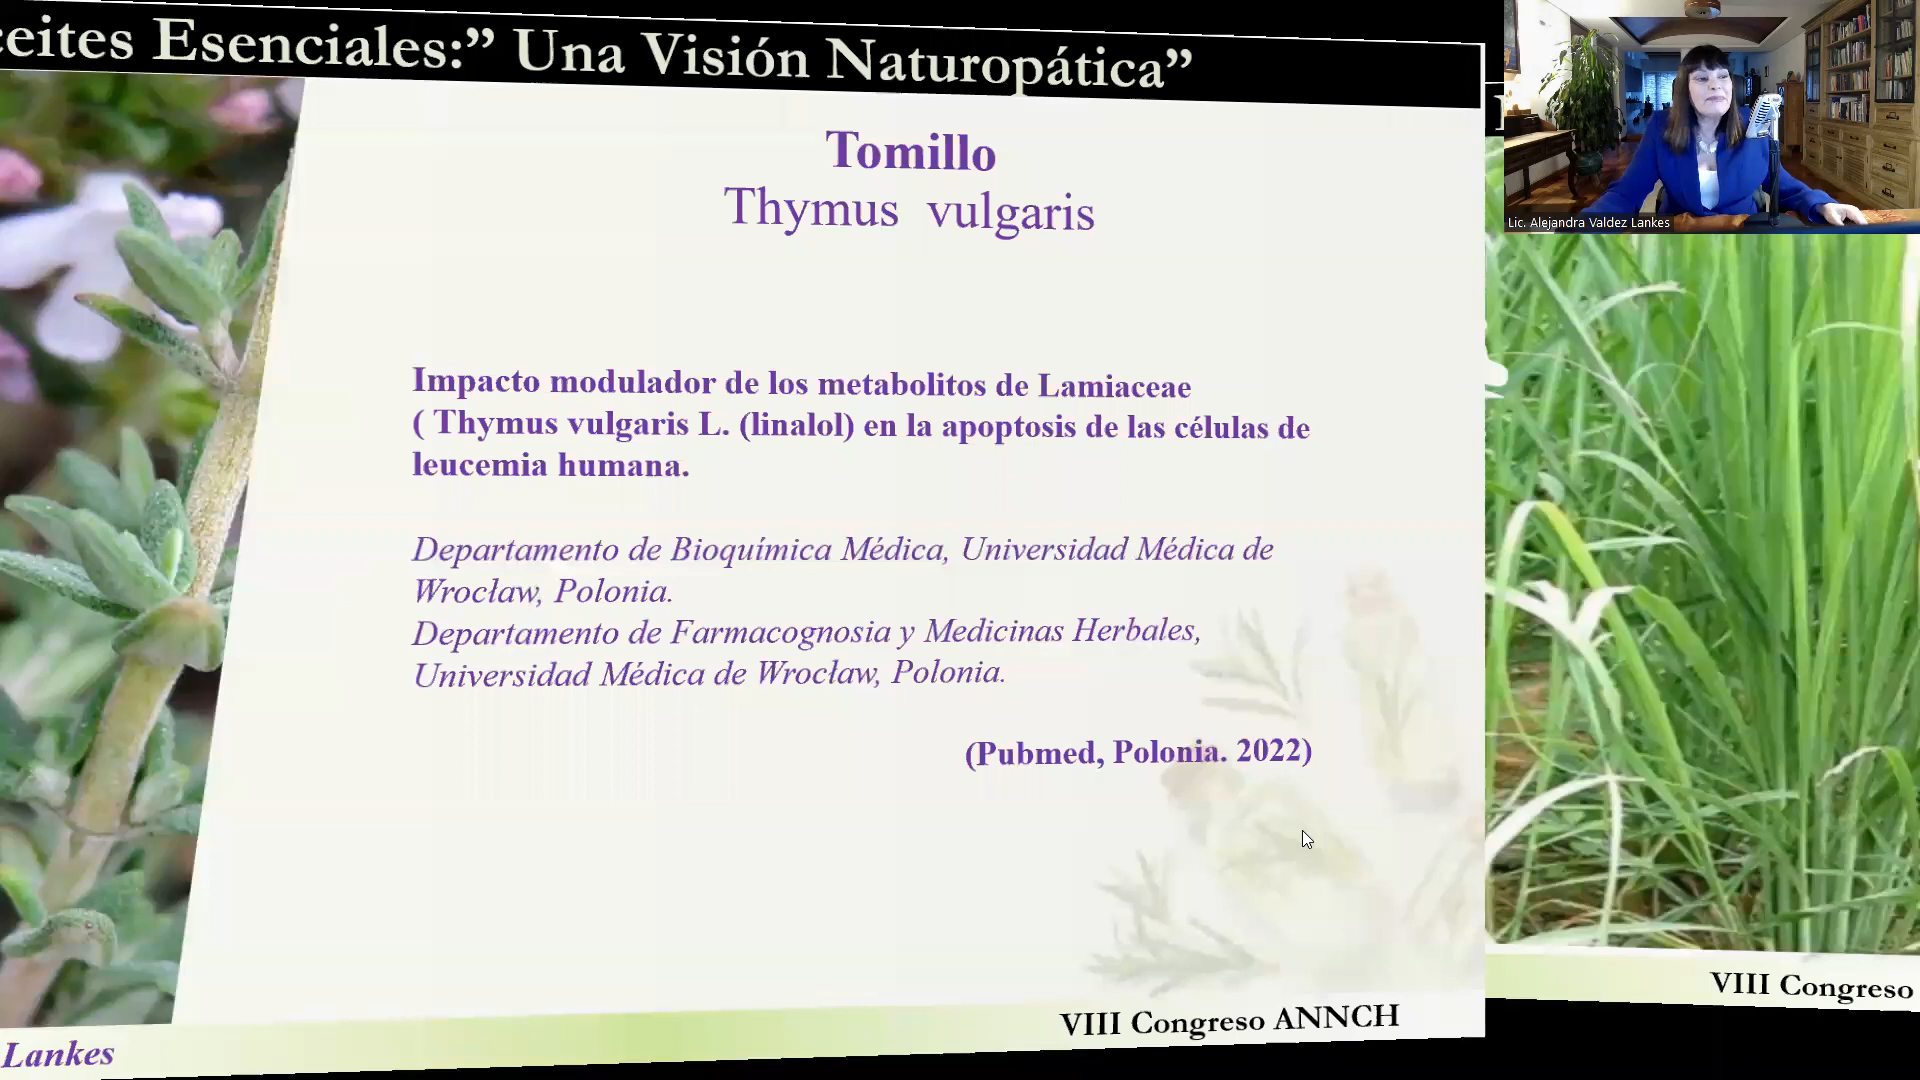 eites Esenciales:” Una Visión Naturopática”
Tomillo
Thymus vulgaris
Impacto modulador de los metabolitos de Lamiaceae
( Thymus vulgaris L. (linalol) en la apoptosis de las células de
leucemia humana.
Departamento de Bioquímica Médica, Universidad Médica de
Wrocław, Polonia.
Departamento de Farmacognosia y Medicinas Herbales,
Universidad Médica de Wrocław, Polonia.
(Pubmed, Polonia. 2022)
VIII Congreso ANNCH
Lankes
Lic. Alejandra Valdez Lankes
VIII Congreso